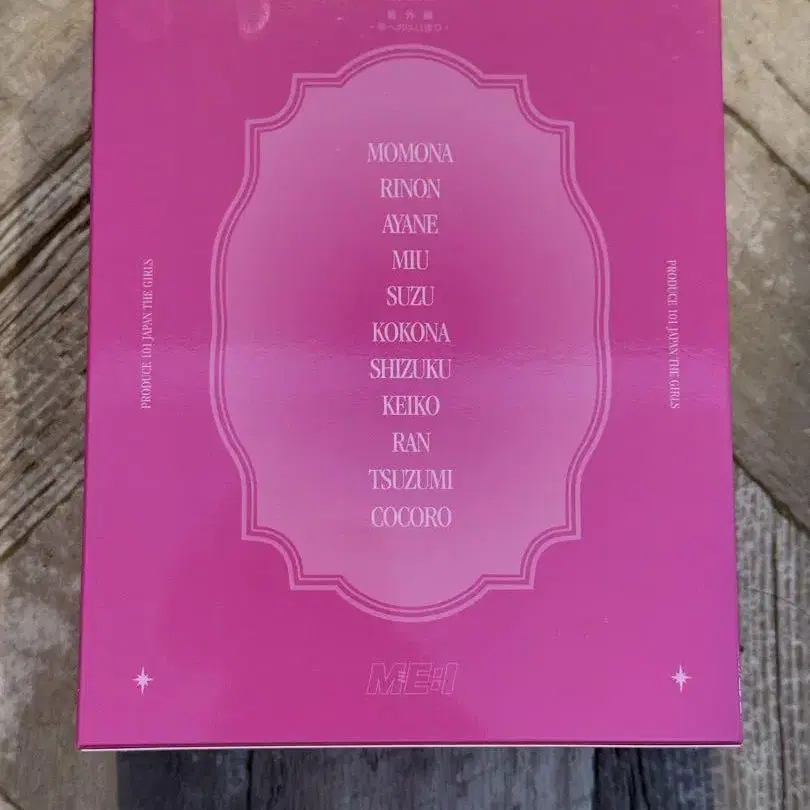 番外編
MOMONA
RINON
AYANE
MIU
SUZU
KOKONA
SHIZUKU
KEIKO
RAN
TSUZUMI
COCORO
PRODUCE 101 JAPAN THE GIRLS
PRODUCE 101 JAPAN THE GIRLS
ME:I